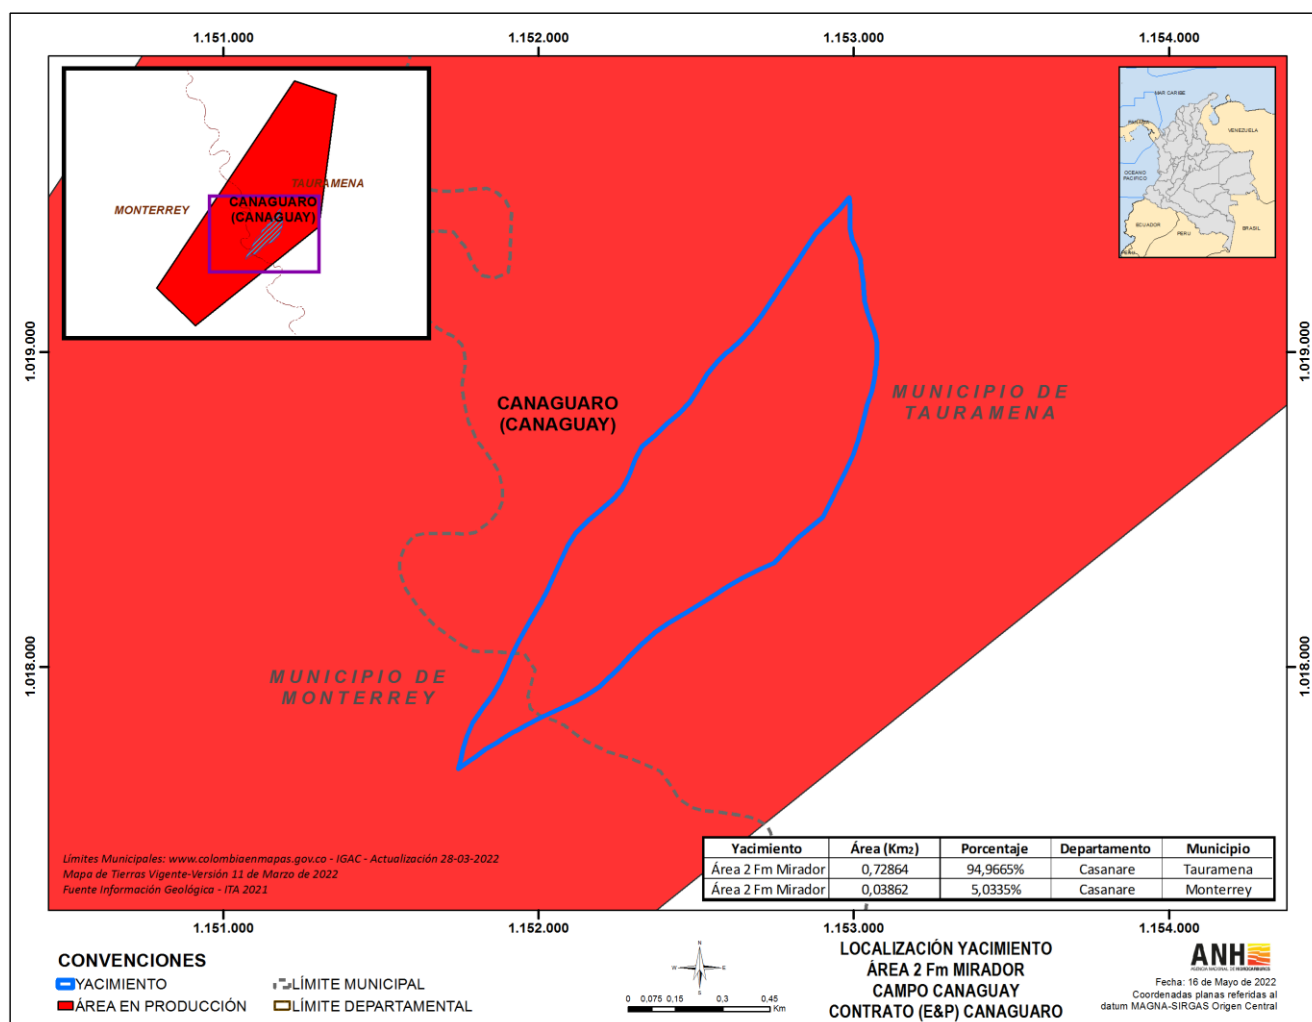 1.151.000 1.152.000 1.153.000 1.154.000
MONTERREY
TAURAMENA
CANAGUARO
(CANAGUAY)
MAR CARIBE
PANAMÁ
VENEZUELA
OCEANO
PACIFICO
ECUADOR
PERU
BRASIL
1.019.000 1.019.000
CANAGUARO
(CANAGUAY)
MUNICIPIO DE
TAURAMENA
1.018.000 1.018.000
MUNICIPIO DE
MONTERREY
Límites Municipales: www.colombiaenmapas.gov.co - IGAC - Actualización 28-03-2022
Mapa de Tierras Vigente-Versión 11 de Marzo de 2022
Fuente Información Geológica - ITA 2021
Yacimiento Área (Km2) Porcentaje Departamento Municipio
Área 2 Fm Mirador 0,72864 94,9665% Casanare Tauramena
Área 2 Fm Mirador 0,03862 5,0335% Casanare Monterrey
1.151.000 1.152.000 1.153.000 1.154.000
CONVENCIONES
YACIMIENTO LÍMITE MUNICIPAL
ÁREA EN PRODUCCIÓN LÍMITE DEPARTAMENTAL
N
W E
S
0 0,075 0,15 0,3 0,45
Km
LOCALIZACIÓN YACIMIENTO
ÁREA 2 Fm MIRADOR
CAMPO CANAGUAY
CONTRATO (E&P) CANAGUARO
ANH
AGENCIA NACIONAL DE HIDROCARBUROS
Fecha: 16 de Mayo de 2022
Coordenadas planas referidas al
datum MAGNA-SIRGAS Origen Central